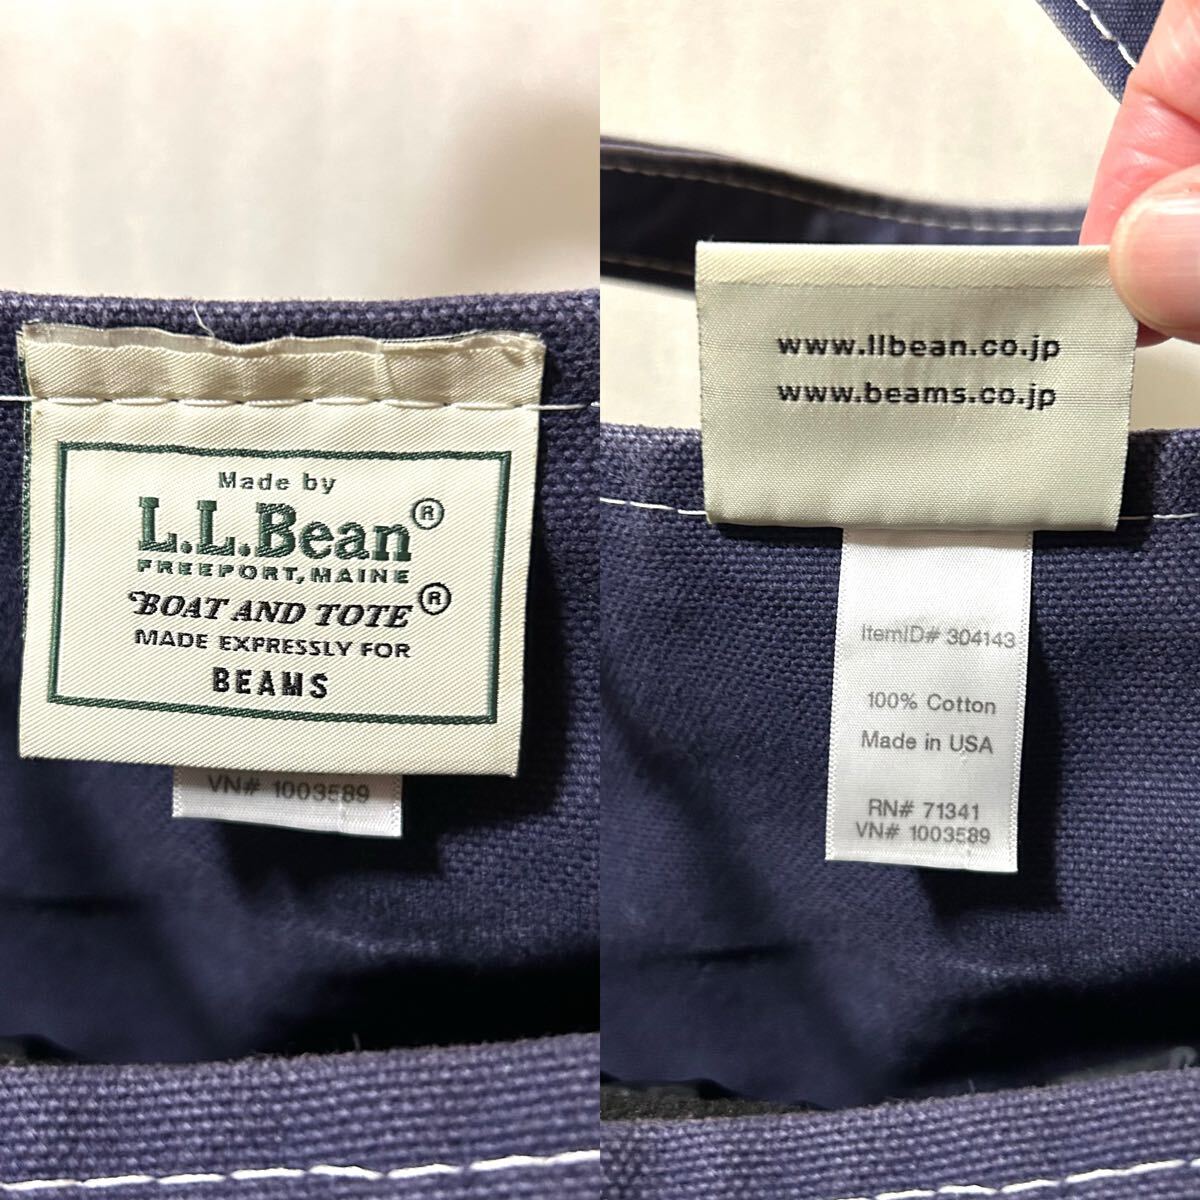 Made by
L.L.Bean®
FREEPORT, MAINE
BOAT AND TOTE®
MADE EXPRESSLY FOR
BEAMS
VN# 1003589
www.llbean.co.jp
www.beams.co.jp
ItemID# 304143
100% Cotton
Made in USA
RN# 71341
VN# 1003589